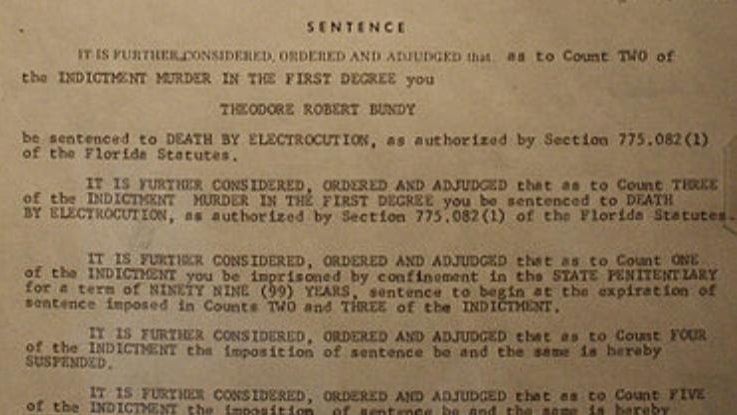 SENTENCE
IT IS FURTHER, CONSIDERED, ORDERED AND ADJUDGED that as to Count TWO of
the INDICTMENT MURDER IN THE FIRST DEGREE you
THEODORE ROBERT BUNDY
be sentenced to DEATH BY ELECTROCUTION, as authorized by Section 775.082(1)
of the Florida Statutes.
IT IS FURTHER CONSIDERED, ORDERED AND ADJUDGED that as to Count THREE
of the INDICTMENT MURDER IN THE FIRST DEGREE you be sentenced to DEATH
BY ELECTROCUTION, as authorized by Section 775.082(1) of the Florida Statutes.
IT IS FURTHER CONSIDERED, ORDERED AND ADJUDGED that as to Count ONE
of the INDICTMENT you be imprisoned by confinement in the STATE PENITENTIARY
for a term of NINETY NINE (99) YEARS, sentence to begin at the expiration of
sentence imposed in Counts TWO and THREE of the INDICTMENT.
IT IS FURTHER CONSIDERED, ORDERED AND ADJUDGED that as to Count FOUR
of the INDICTMENT the imposition of sentence be and the same is hereby
SUSPENDED.
IT IS FURTHER CONSIDERED, ORDERED AND ADJUDGED that as to Count FIVE
of the INDICTMENT the imposition of sentence be and the same is hereby